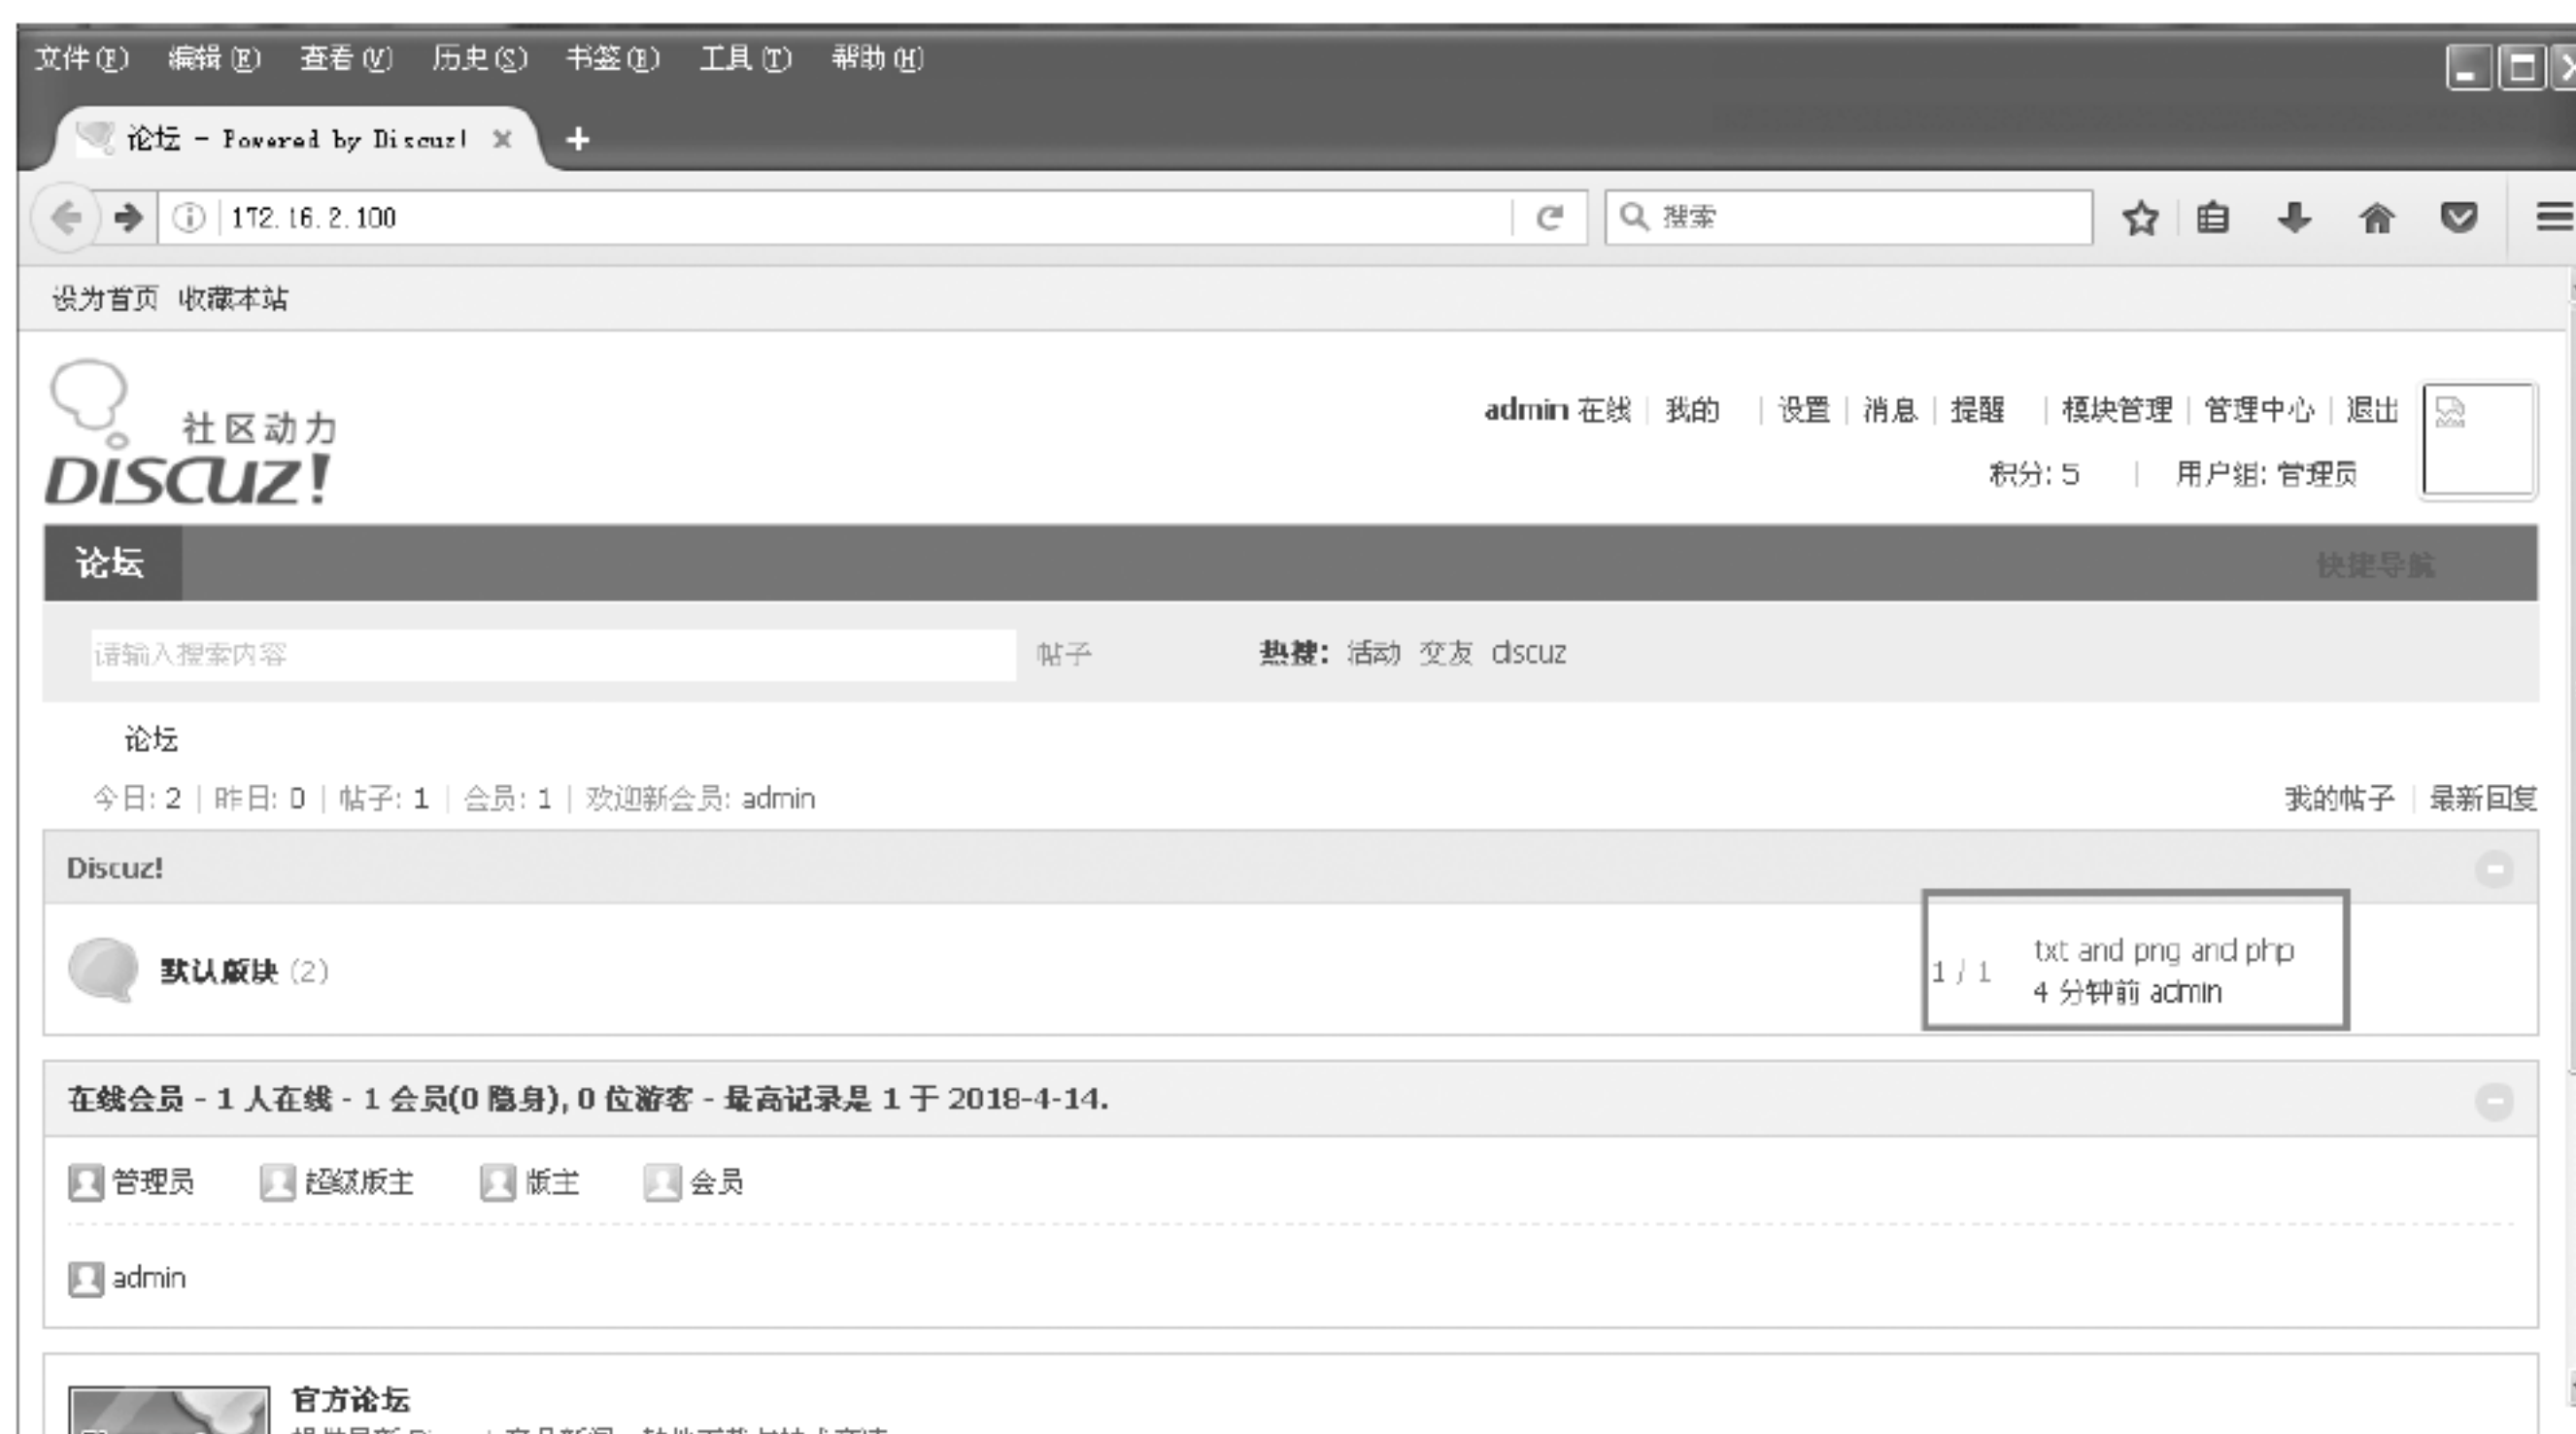 文件(F) 编辑(E) 查看(V) 历史(S) 书签(B) 工具(T) 帮助(H)
论坛 - Powered by Discuz!
172.16.2.100 搜索
设为首页 收藏本站
社区动力
DISCUZ!
admin 在线 | 我的 | 设置 | 消息 | 提醒 | 模块管理 | 管理中心 | 退出
积分: 5 | 用户组: 管理员
论坛 快捷导航
请输入搜索内容 帖子 热搜: 活动 交友 discuz
论坛
今日: 2 | 昨日: 0 | 帖子: 1 | 会员: 1 | 欢迎新会员: admin 我的帖子 | 最新回复
Discuz!
默认版块 (2) 1 / 1 txt and png and php
4 分钟前 admin
在线会员 - 1 人在线 - 1 会员(0 隐身), 0 位游客 - 最高记录是 1 于 2018-4-14.
管理员 超级版主 版主 会员
admin
官方论坛